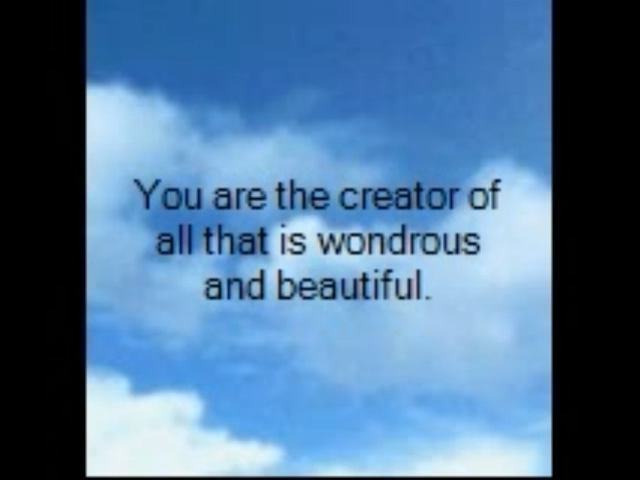 You are the creator of
all that is wondrous
and beautiful.